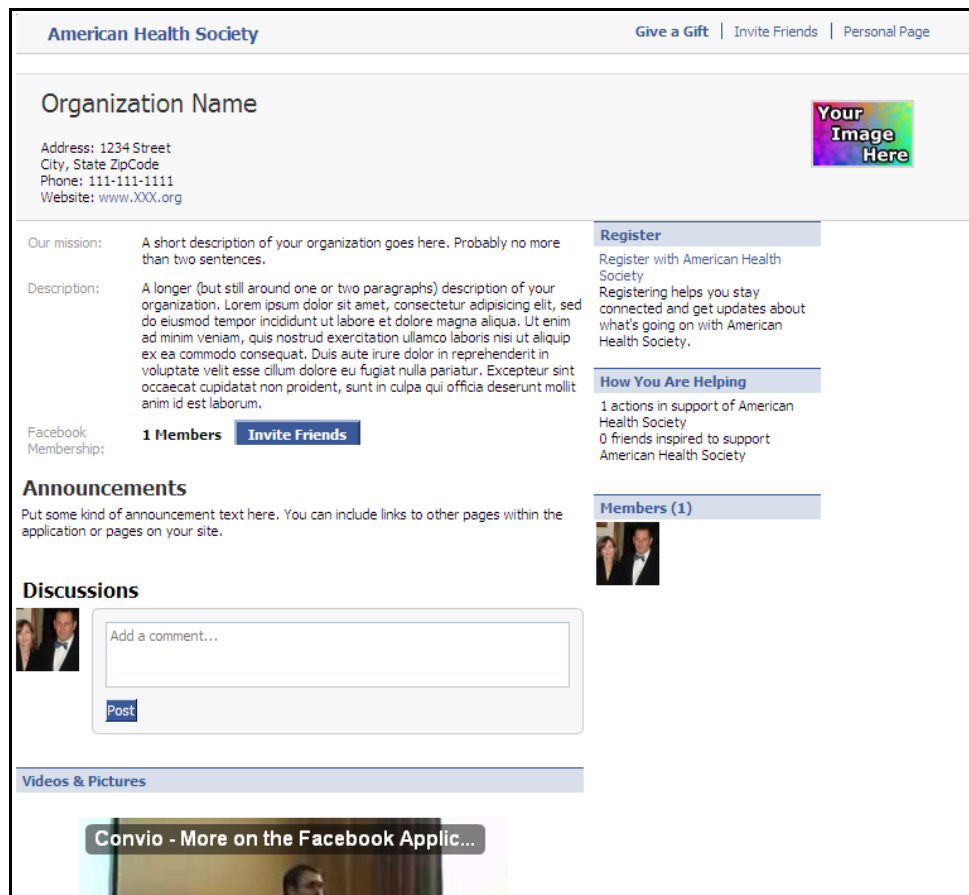 American Health Society
Give a Gift | Invite Friends | Personal Page
Organization Name
Address: 1234 Street
City, State ZipCode
Phone: 111-111-1111
Website: www.XXX.org
Your
Image
Here
Our mission:
A short description of your organization goes here. Probably no more
than two sentences.
Description:
A longer (but still around one or two paragraphs) description of your
organization. Lorem ipsum dolor sit amet, consectetur adipisicing elit, sed
do eiusmod tempor incididunt ut labore et dolore magna aliqua. Ut enim
ad minim veniam, quis nostrud exercitation ullamco laboris nisi ut aliquip
ex ea commodo consequat. Duis aute irure dolor in reprehenderit in
voluptate velit esse cillum dolore eu fugiat nulla pariatur. Excepteur sint
occaecat cupidatat non proident, sunt in culpa qui officia deserunt mollit
anim id est laborum.
Facebook
Membership:
1 Members
Invite Friends
Announcements
Put some kind of announcement text here. You can include links to other pages within the
application or pages on your site.
Discussions
Add a comment...
Post
Videos & Pictures
Convio - More on the Facebook Applic...
Register
Register with American Health
Society
Registering helps you stay
connected and get updates about
what's going on with American
Health Society.
How You Are Helping
1 actions in support of American
Health Society
0 friends inspired to support
American Health Society
Members (1)